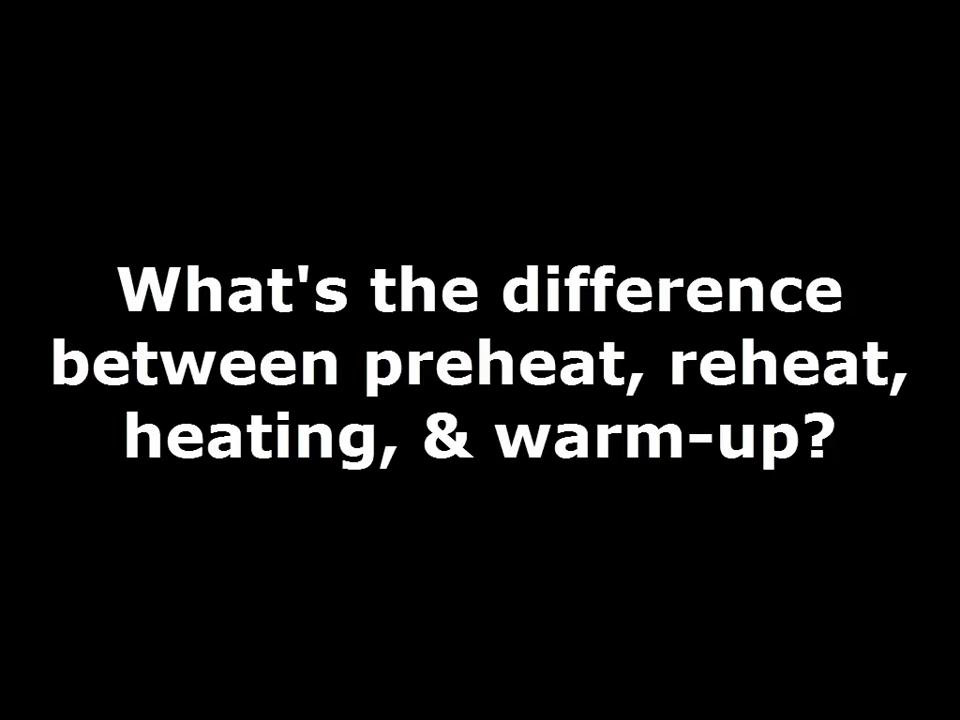 What's the difference
between preheat, reheat,
heating, & warm-up?